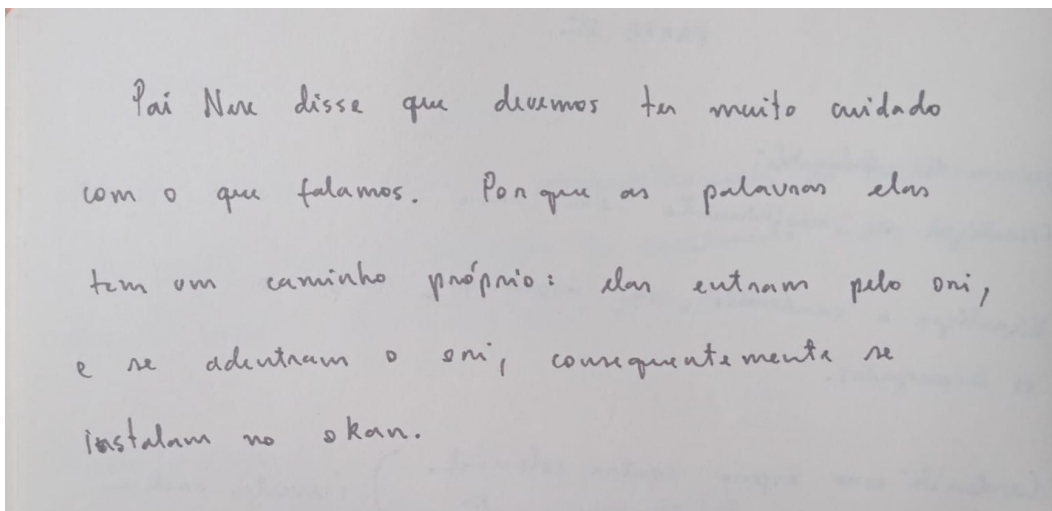 Pai Nere disse que devemos ter muito cuidado
com o que falamos. Porque as palavras elas
tem um caminho próprio: elas entram pelo ori,
e se adentram o ori, consequentemente se
instalam no okan.